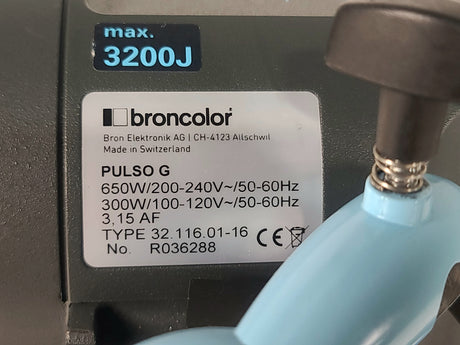 max.
3200J
broncolor®
Bron Elektronik AG | CH-4123 Allschwil
Made in Switzerland
PULSO G
650W/200-240V~/50-60Hz
300W/100-120V~/50-60Hz
3,15 AF
TYPE 32.116.01-16
No. R036288
CE